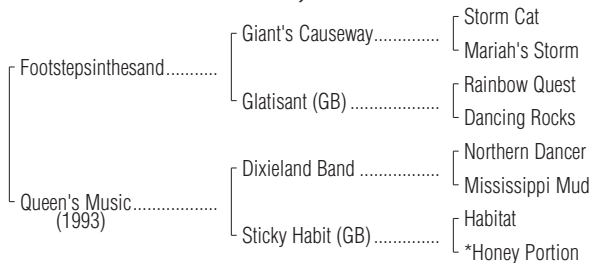 Storm Cat
Giant's Causeway..............
Mariah's Storm
Footstepsinthesand...........
Rainbow Quest
Glatisant (GB) ...................
Dancing Rocks
Northern Dancer
Dixieland Band .................
Mississippi Mud
Queen's Music..................
(1993)
Habitat
Sticky Habit (GB)..............
*Honey Portion